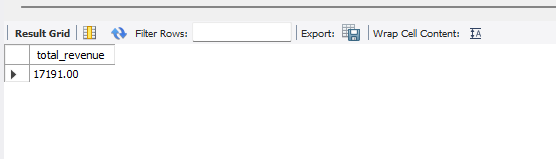 Result Grid Filter Rows: Export: Wrap Cell Content:
total_revenue
17191.00